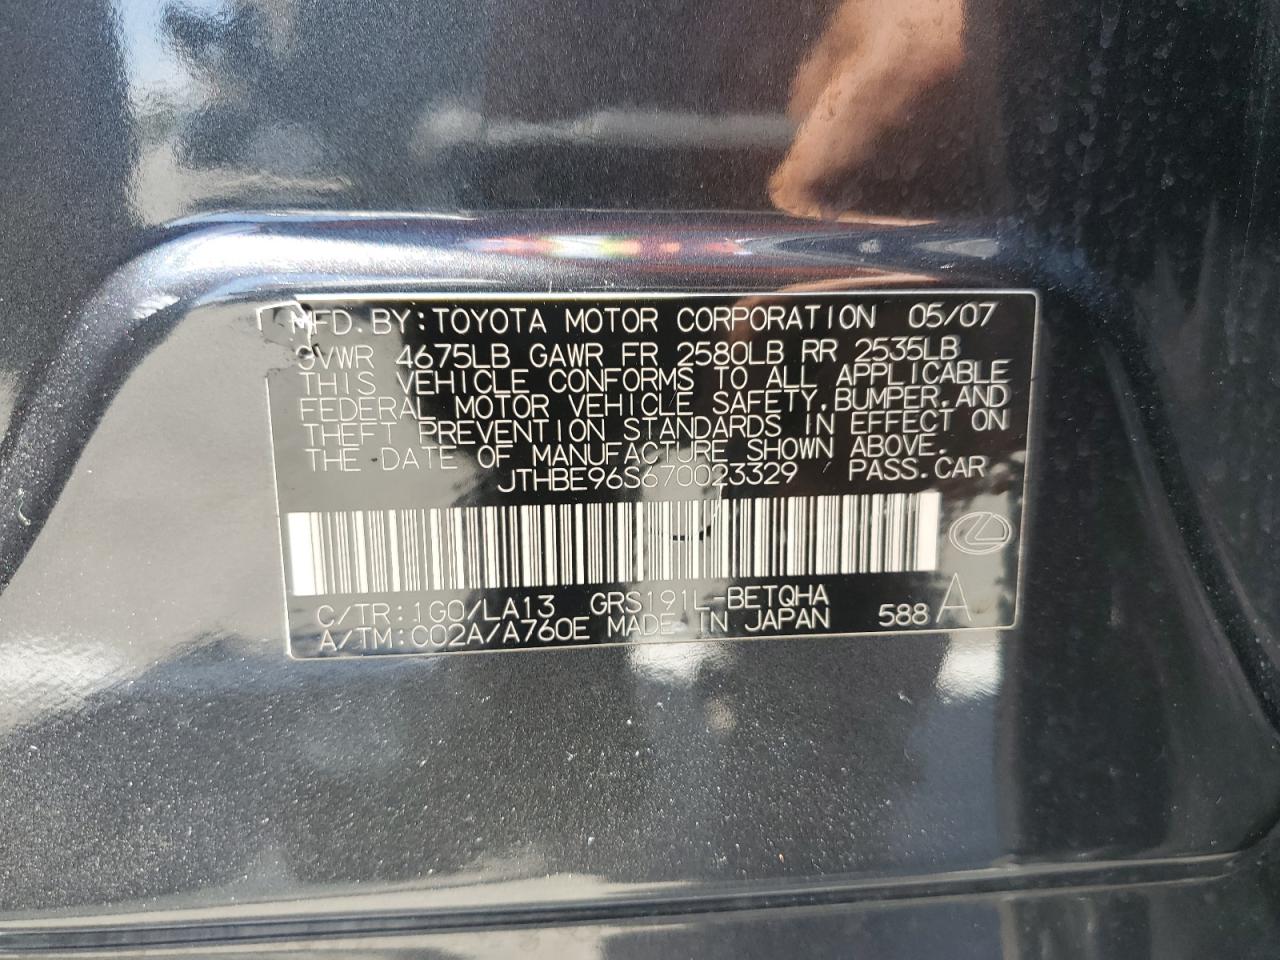 MFD.BY:TOYOTA MOTOR CORPORATION 05/07
GVWR 4675LB GAWR FR 2580LB RR 2535LB
THIS VEHICLE CONFORMS TO ALL APPLICABLE
FEDERAL MOTOR VEHICLE SAFETY,BUMPER,AND
THEFT PREVENTION STANDARDS IN EFFECT ON
THE DATE OF MANUFACTURE SHOWN ABOVE.
JTHBE96S670023329 PASS.CAR
C/TR:1G0/LA13 GRS191L-BETQHA
A/TM:C02A/A760E MADE IN JAPAN 588 A